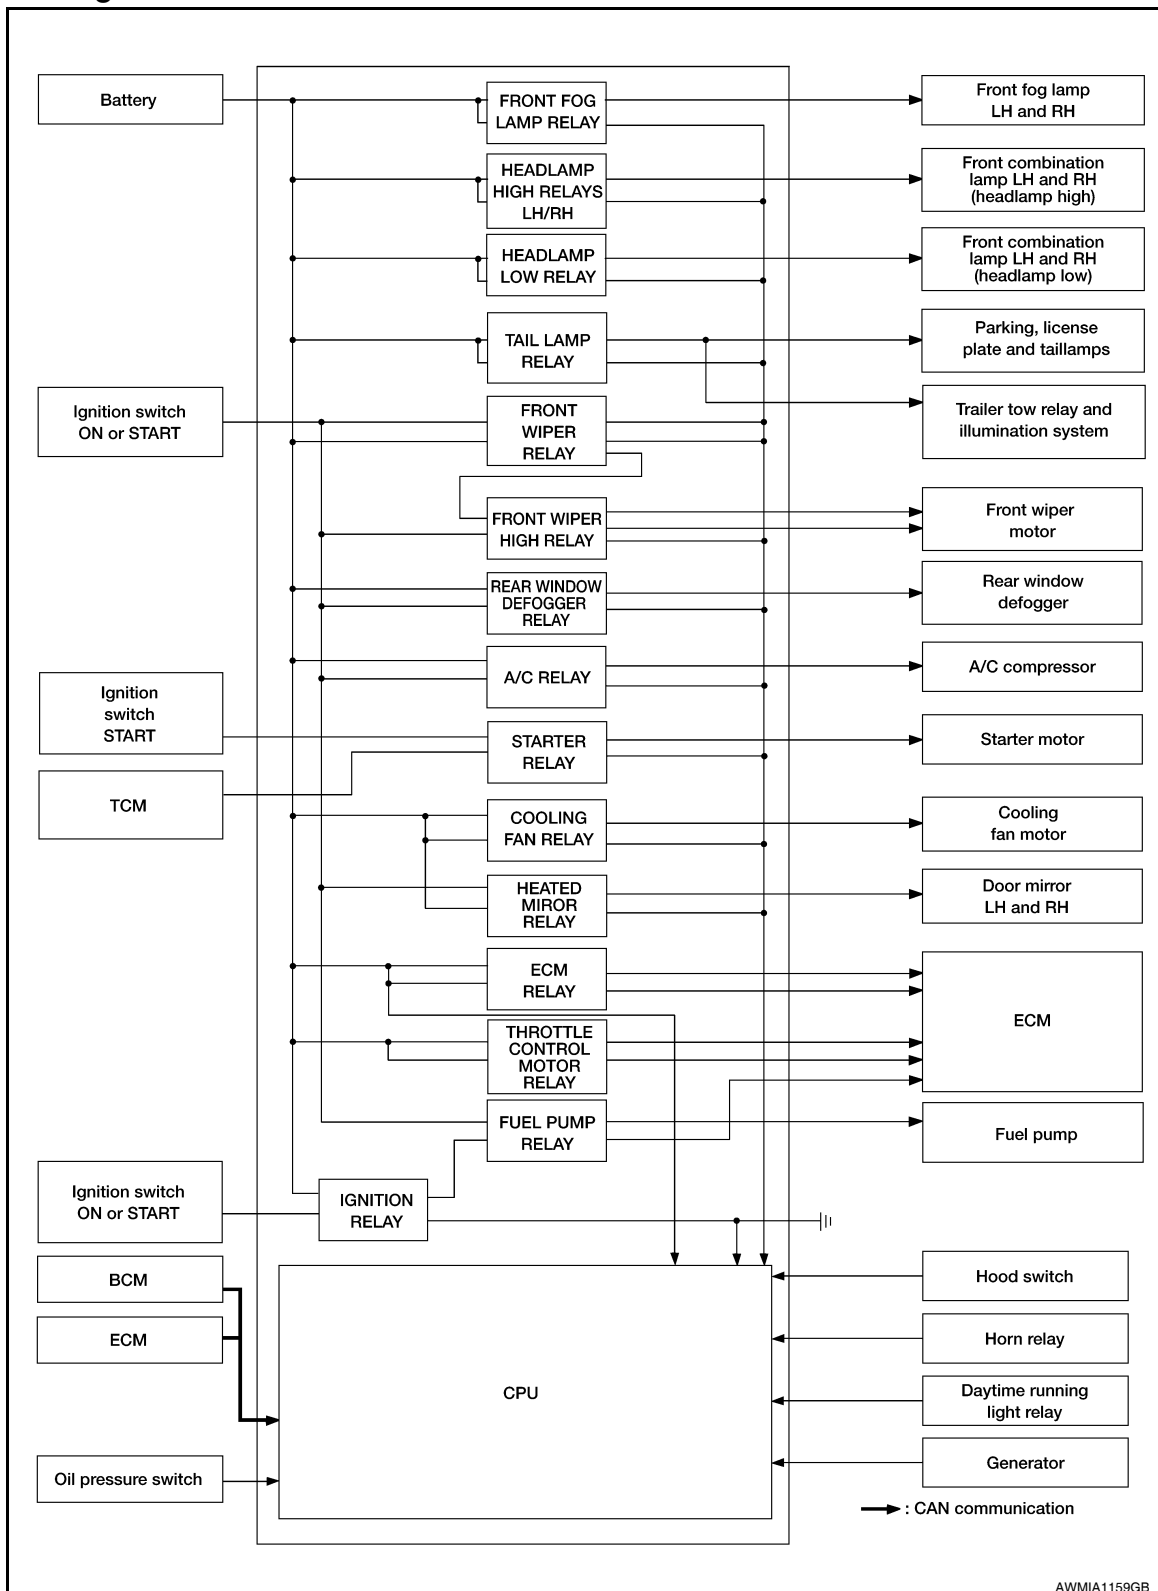 Battery
FRONT FOG
LAMP RELAY
Front fog lamp
LH and RH
HEADLAMP
HIGH RELAYS
LH/RH
Front combination
lamp LH and RH
(headlamp high)
HEADLAMP
LOW RELAY
Front combination
lamp LH and RH
(headlamp low)
TAIL LAMP
RELAY
Parking, license
plate and taillamps
Ignition switch
ON or START
FRONT
WIPER
RELAY
Trailer tow relay and
illumination system
FRONT WIPER
HIGH RELAY
Front wiper
motor
REAR WINDOW
DEFOGGER
RELAY
Rear window
defogger
A/C RELAY
A/C compressor
Ignition
switch
START
STARTER
RELAY
Starter motor
TCM
COOLING
FAN RELAY
Cooling
fan motor
HEATED
MIROR
RELAY
Door mirror
LH and RH
ECM
RELAY
ECM
THROTTLE
CONTROL
MOTOR
RELAY
FUEL PUMP
RELAY
Fuel pump
Ignition switch
ON or START
IGNITION
RELAY
BCM
Hood switch
ECM
Horn relay
CPU
Daytime running
light relay
Oil pressure switch
Generator
: CAN communication
AWMIA1159GB